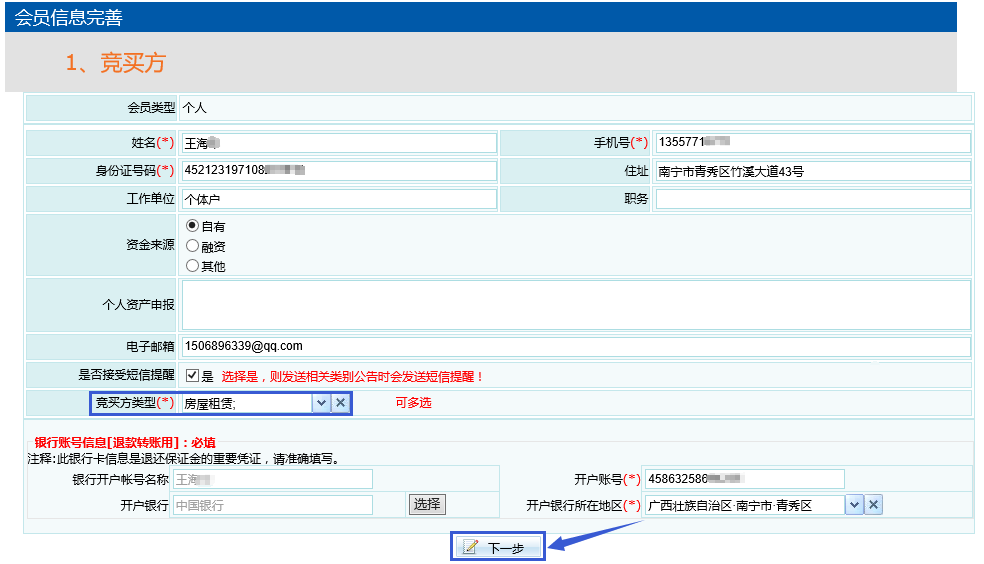 会员信息完善
1、竞买方
会员类型 个人
姓名(*) 王海 手机号(*) 1355771
身份证号码(*) 452123197108 住址 南宁市青秀区竹溪大道43号
工作单位 个体户 职务
资金来源 自有
融资
其他
个人资产申报
电子邮箱 1506896339@qq.com
是否接受短信提醒 是 选择是，则发送相关类别公告时会发送短信提醒！
竞买方类型(*) 房屋租赁; 可多选
银行账号信息[退款转账用]：必填
注释:此银行卡信息是退还保证金的重要凭证，请准确填写。
银行开户帐号名称 王海 开户账号(*) 458632586
开户银行 中国银行 选择 开户银行所在地区(*) 广西壮族自治区·南宁市·青秀区
下一步